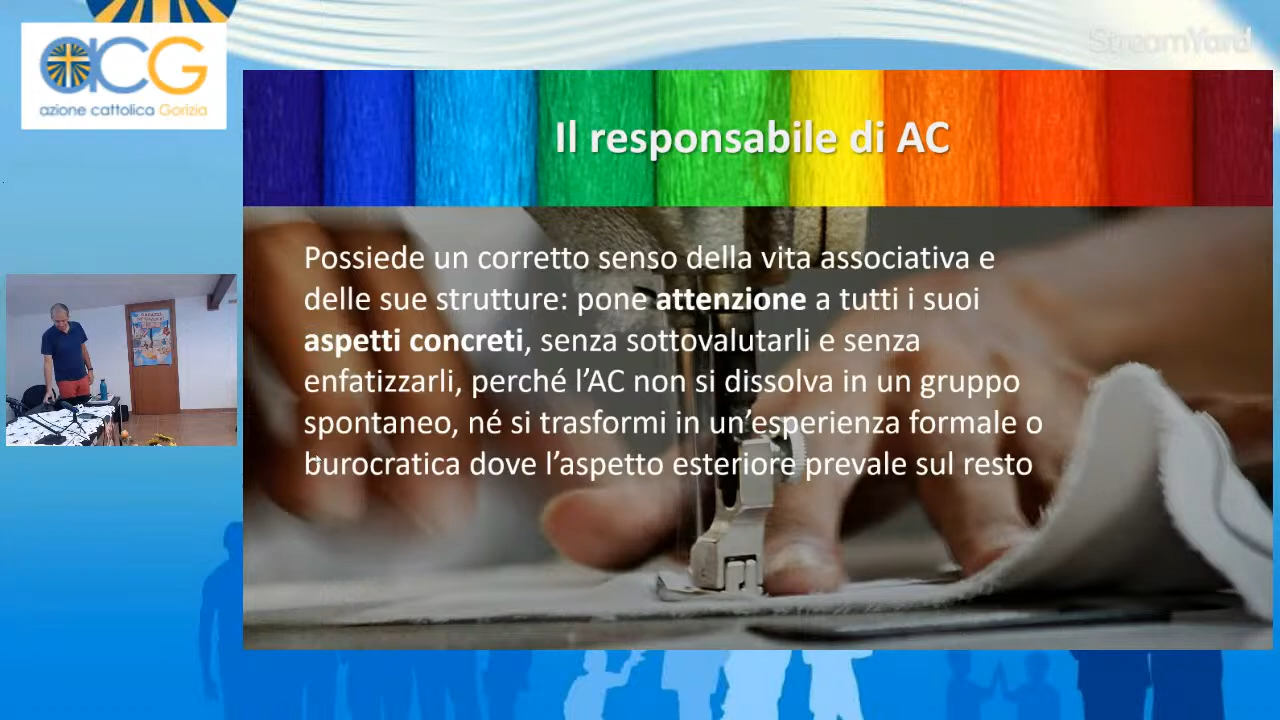 StreamYard
aCG
azione cattolica Gorizia
Il responsabile di AC
Possiede un corretto senso della vita associativa e
delle sue strutture: pone attenzione a tutti i suoi
aspetti concreti, senza sottovalutarli e senza
enfatizzarli, perché l’AC non si dissolva in un gruppo
spontaneo, né si trasformi in un’esperienza formale o
burocratica dove l’aspetto esteriore prevale sul resto